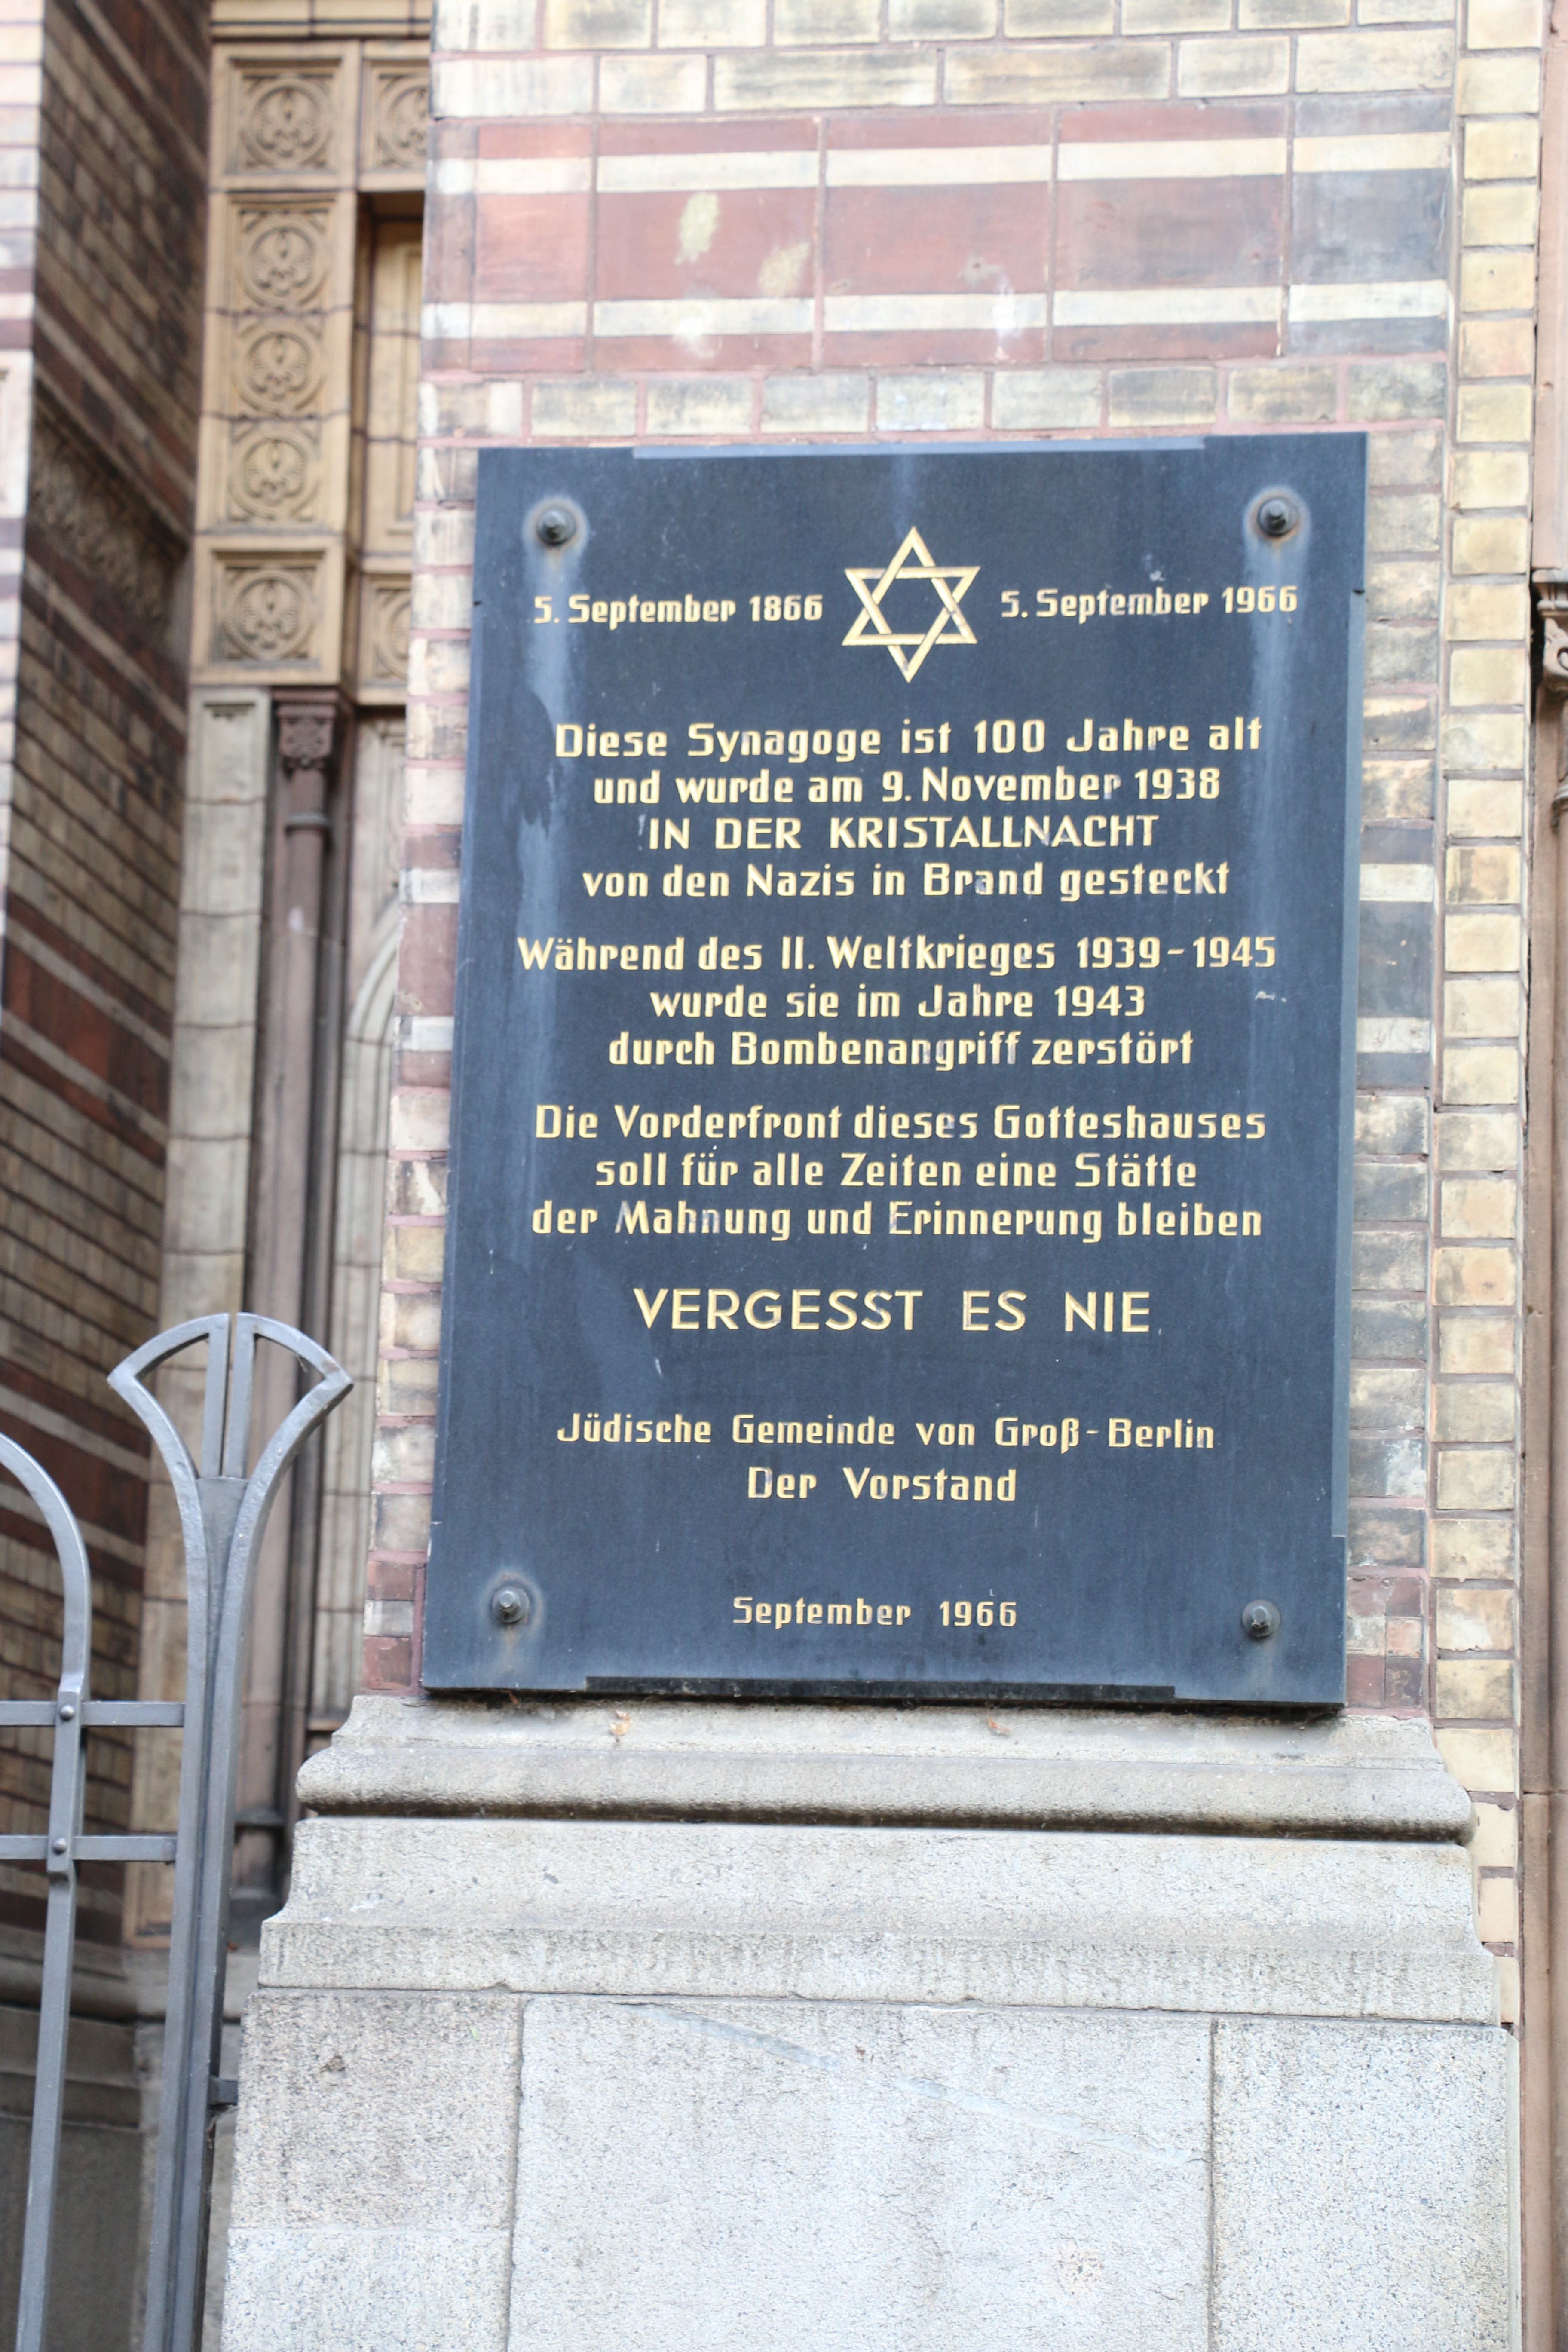 5. September 1866 5. September 1966
Diese Synagoge ist 100 Jahre alt
und wurde am 9. November 1938
IN DER KRISTALLNACHT
von den Nazis in Brand gesteckt
Während des II. Weltkrieges 1939-1945
wurde sie im Jahre 1943
durch Bombenangriff zerstört
Die Vorderfront dieses Gotteshauses
soll für alle Zeiten eine Stätte
der Mahnung und Erinnerung bleiben
VERGESST ES NIE
Jüdische Gemeinde von Groß-Berlin
Der Vorstand
September 1966